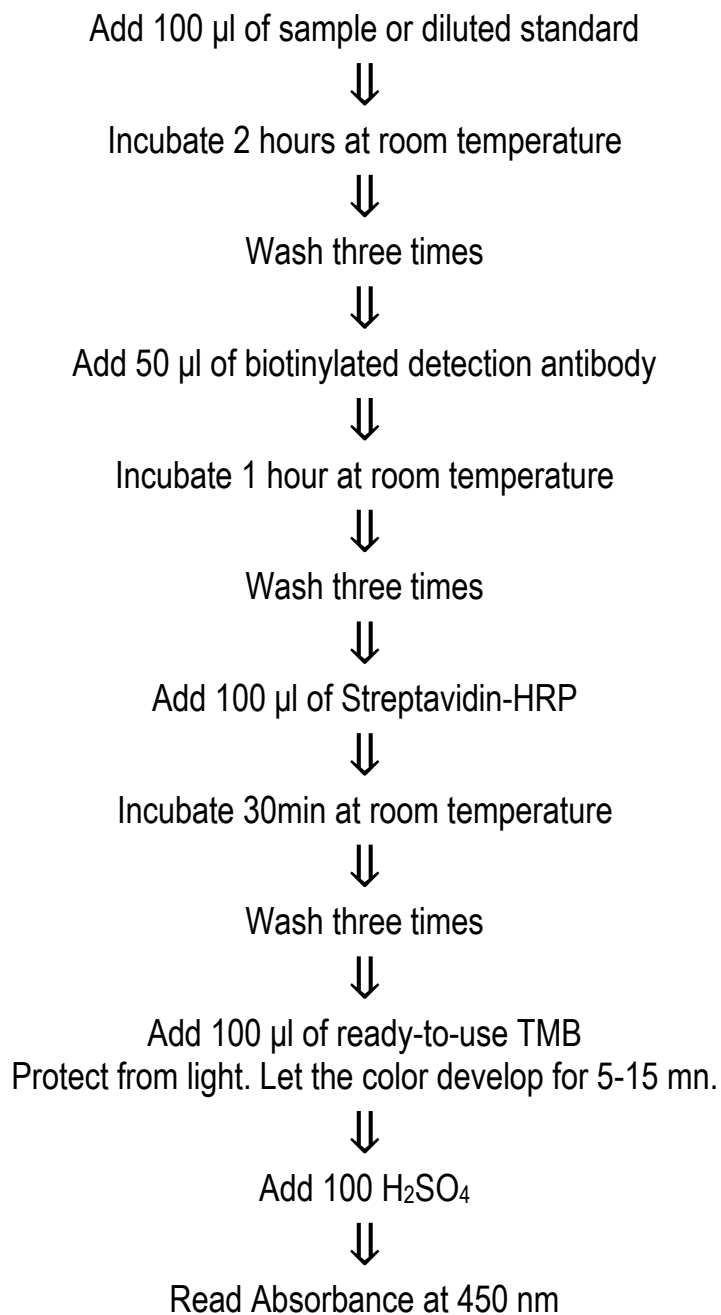 Add 100 µl of sample or diluted standard
⇓
Incubate 2 hours at room temperature
⇓
Wash three times
⇓
Add 50 µl of biotinylated detection antibody
⇓
Incubate 1 hour at room temperature
⇓
Wash three times
⇓
Add 100 µl of Streptavidin-HRP
⇓
Incubate 30min at room temperature
⇓
Wash three times
⇓
Add 100 µl of ready-to-use TMB
Protect from light. Let the color develop for 5-15 mn.
⇓
Add 100 H₂SO₄
⇓
Read Absorbance at 450 nm